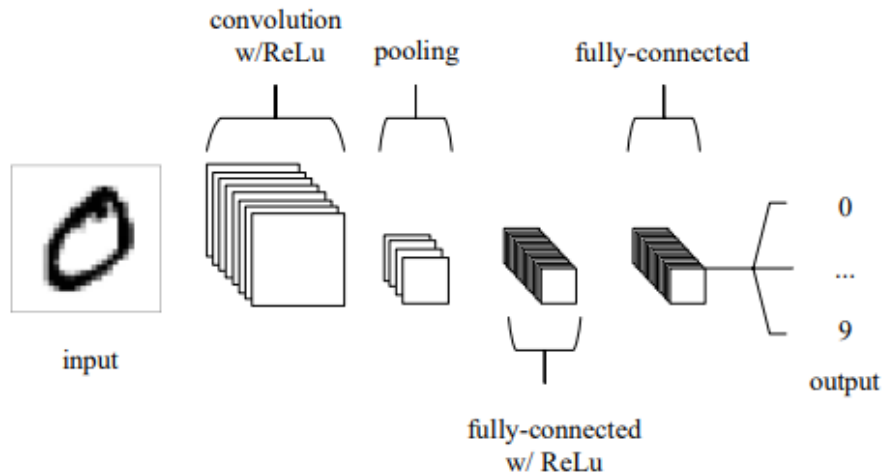 convolution
w/ReLu
pooling
fully-connected
input
fully-connected
w/ ReLu
0
...
9
output